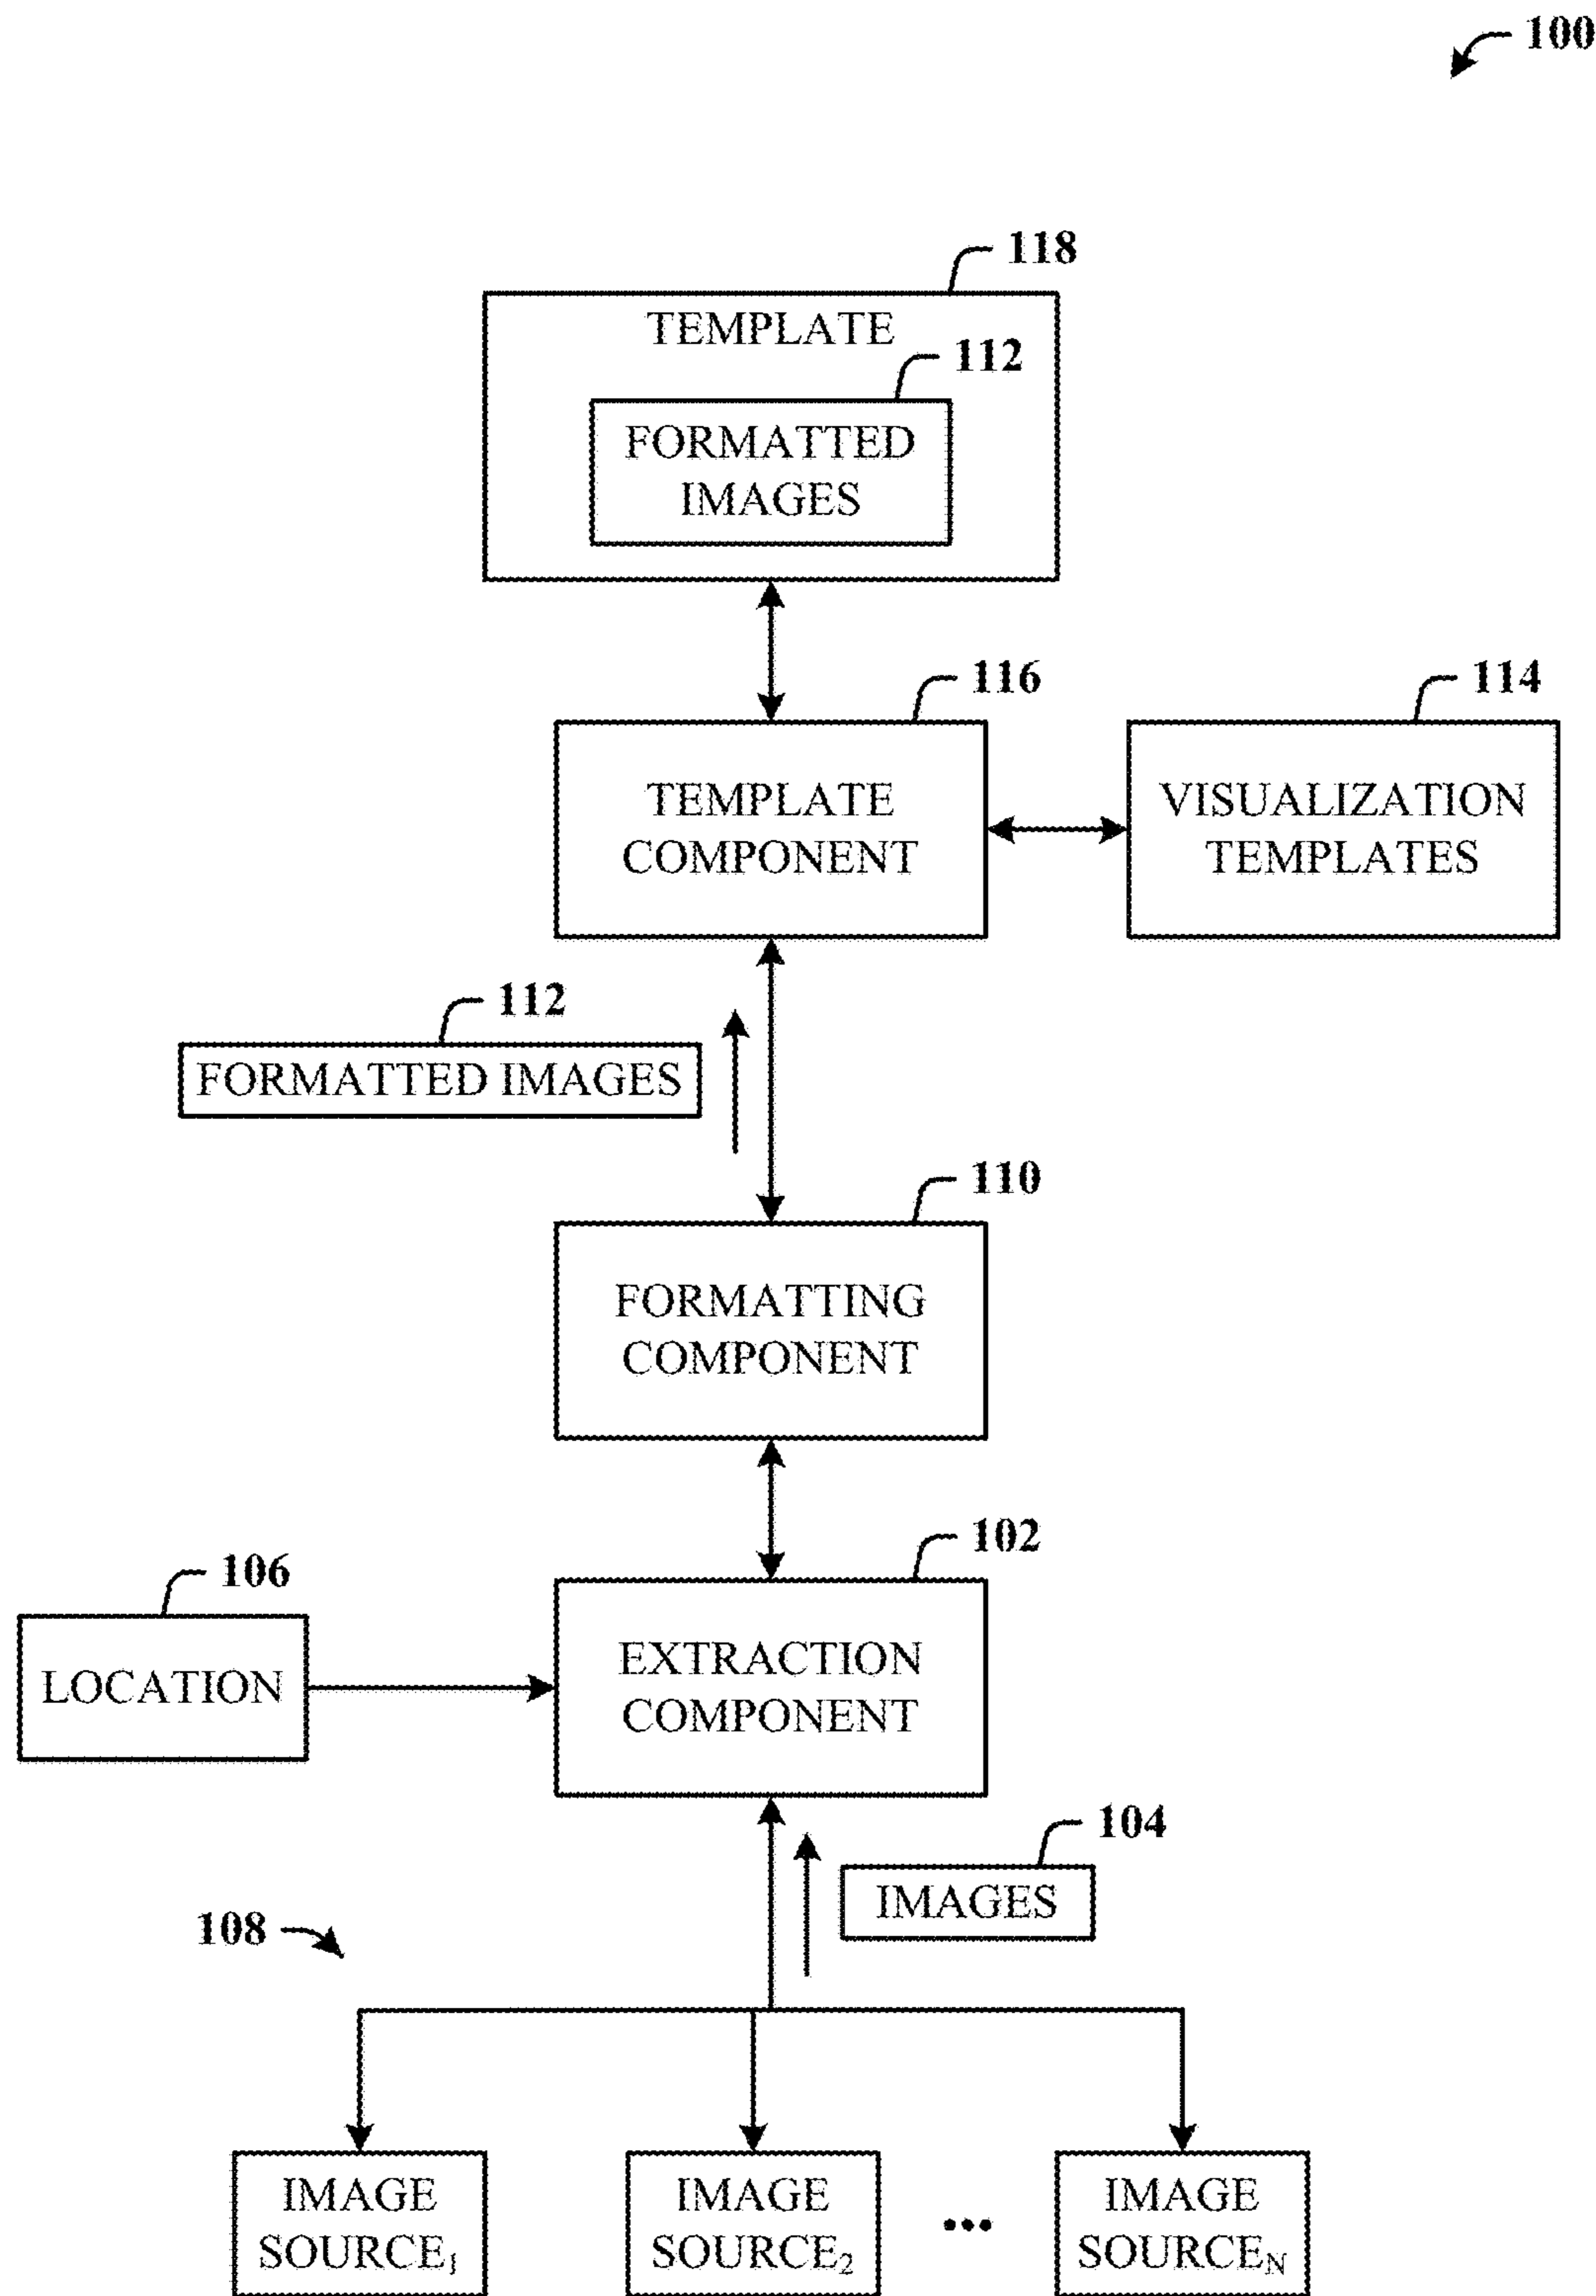 100
118
TEMPLATE
112
FORMATTED
IMAGES
116
114
TEMPLATE
COMPONENT
VISUALIZATION
TEMPLATES
112
FORMATTED IMAGES
110
FORMATTING
COMPONENT
102
106
EXTRACTION
COMPONENT
LOCATION
104
IMAGES
108
IMAGE
SOURCE1
IMAGE
SOURCE2
•••
IMAGE
SOURCEN